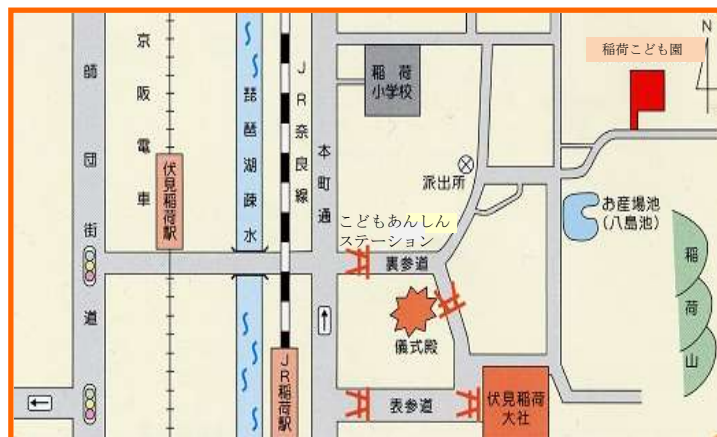 師団街道
京阪電車
伏見稲荷駅
琵琶湖疎水
JR奈良線
JR稲荷駅
本町通
稲荷
小学校
派出所
こどもあんしん
ステーション
裏参道
儀式殿
表参道
伏見稲荷
大社
稲荷こども園
N
お産場池
(八島池)
稲荷山